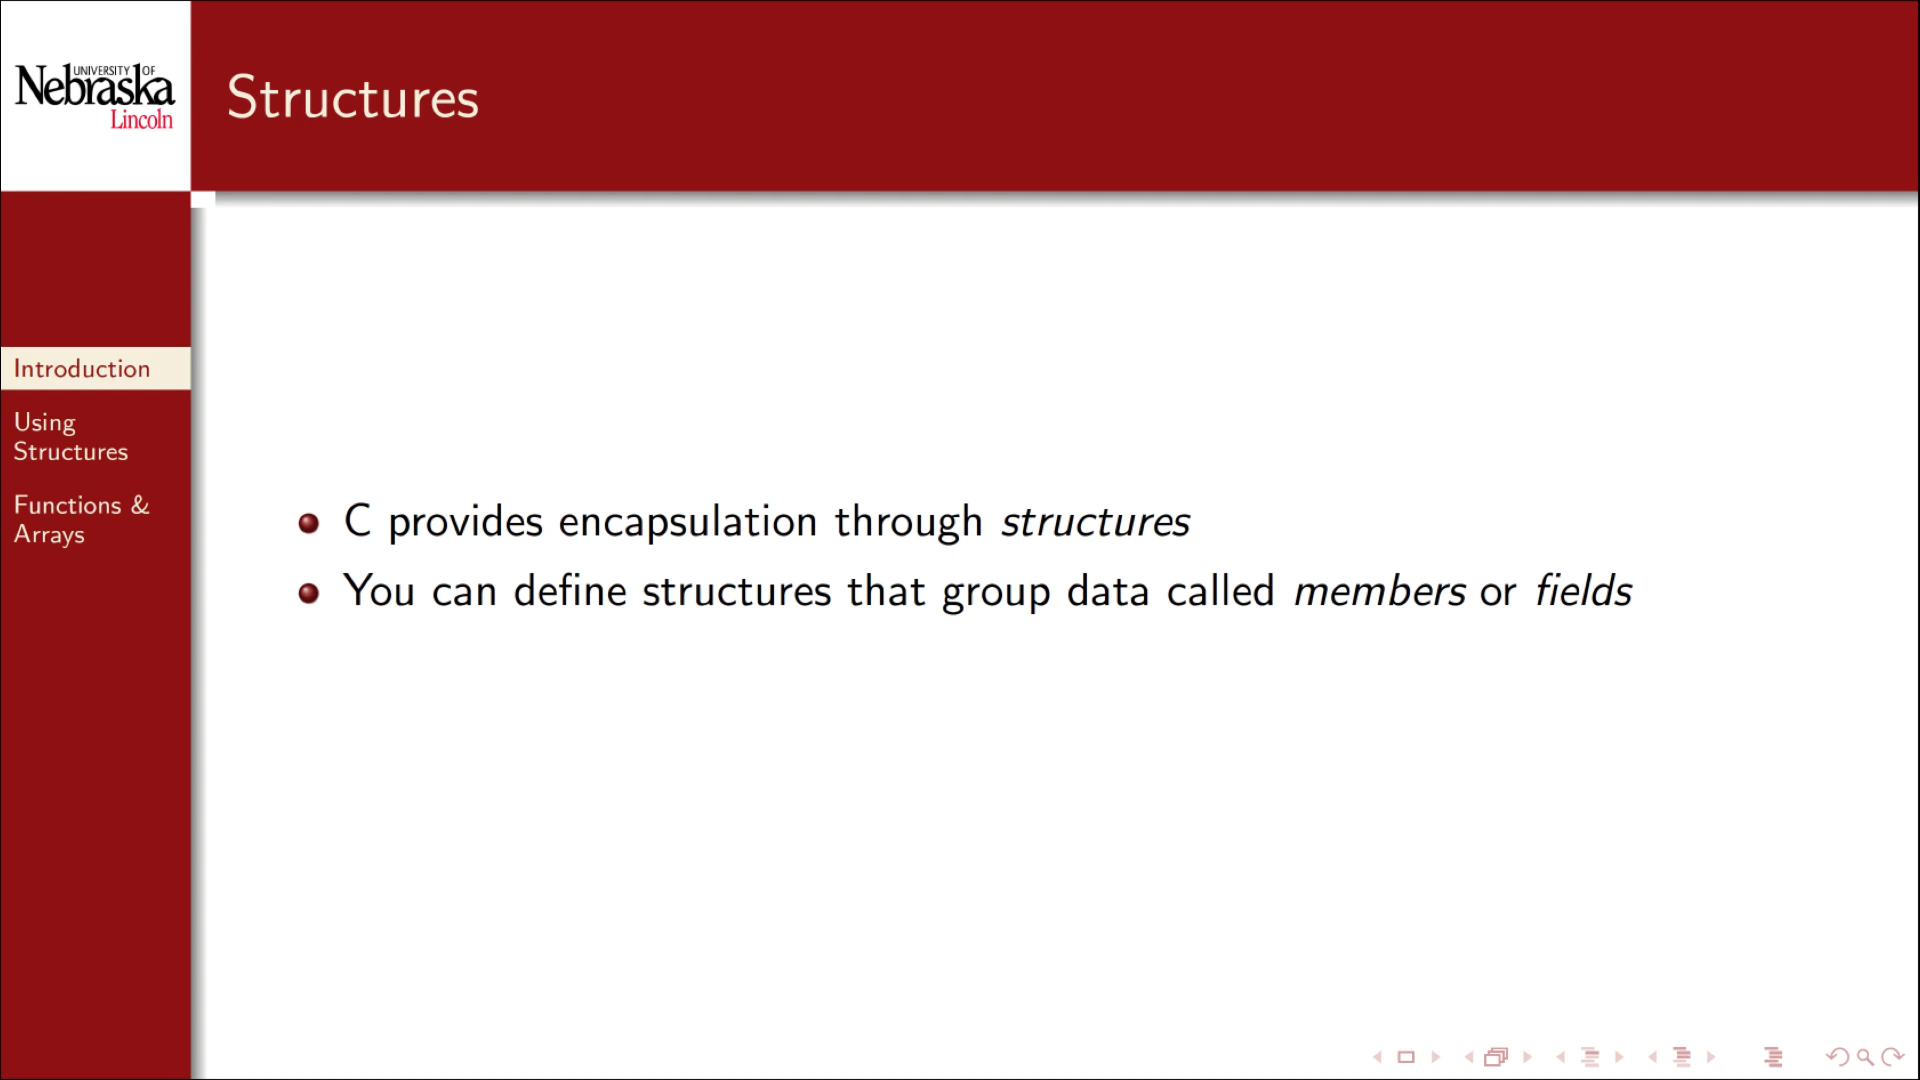 UNIVERSITY OF
Nebraska
Lincoln
Structures
Introduction
Using
Structures
Functions &
Arrays
C provides encapsulation through structures
You can define structures that group data called members or fields